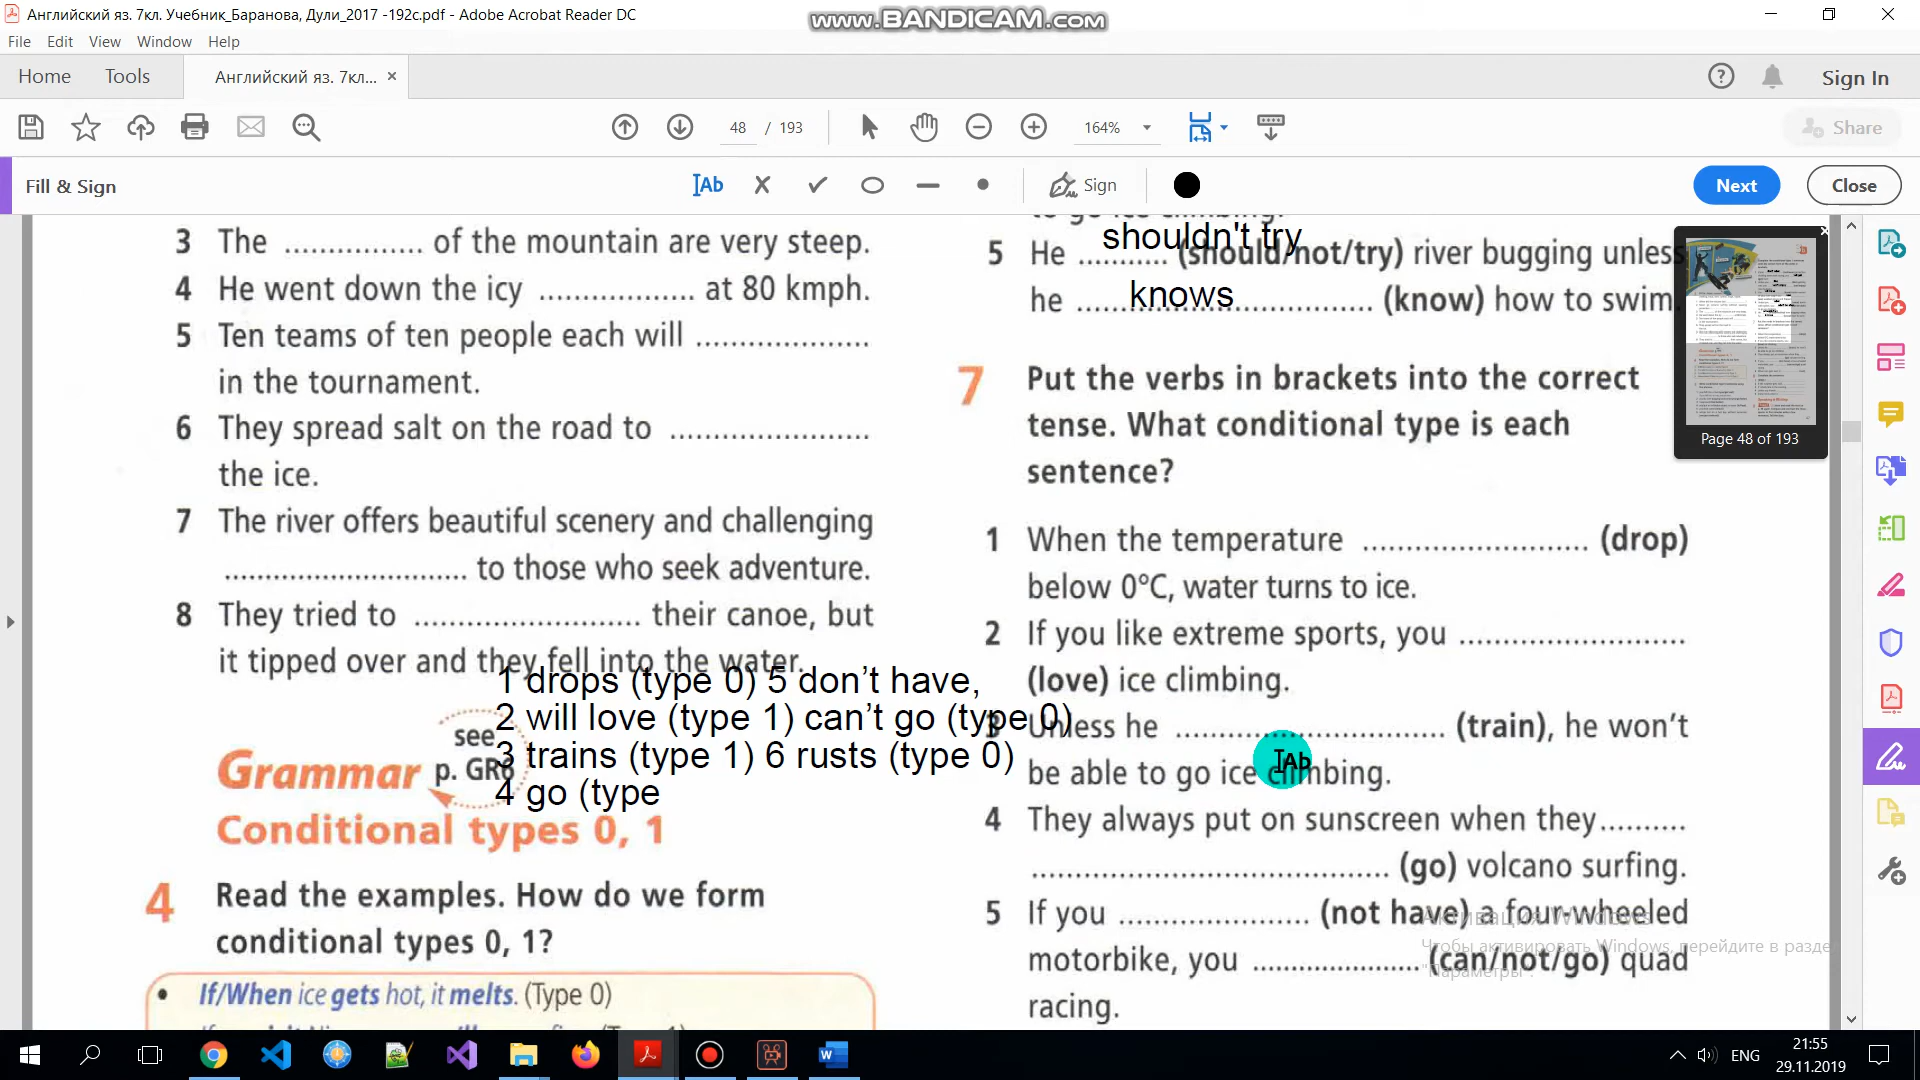 Английский яз. 7кл. Учебник_Баранова, Дули_2017 -192с.pdf - Adobe Acrobat Reader DC
www.BANDICAM.com
File Edit View Window Help
Home Tools Английский яз. 7кл... × Sign In
48 / 193 164% Share
Fill & Sign Ab Sign Next Close
3 The ............... of the mountain are very steep.
4 He went down the icy ................. at 80 kmph.
5 Ten teams of ten people each will ...................
in the tournament.
6 They spread salt on the road to ......................
the ice.
7 The river offers beautiful scenery and challenging
........................... to those who seek adventure.
8 They tried to ......................... their canoe, but
it tipped over and they fell into the water.
1 drops (type 0) 5 don’t have,
2 will love (type 1) can’t go (type 0)
3 trains (type 1) 6 rusts (type 0)
4 go (type
see
p. GR6
Grammar
Conditional types 0, 1
4 Read the examples. How do we form
conditional types 0, 1?
• If/When ice gets hot, it melts. (Type 0)
to go ice climbing.
shouldn't try
5 He .......... (should/not/try) river bugging unless
knows
he ................................. (know) how to swim.
7 Put the verbs in brackets into the correct
tense. What conditional type is each
sentence?
1 When the temperature ......................... (drop)
below 0°C, water turns to ice.
2 If you like extreme sports, you .........................
(love) ice climbing.
3 Unless he .............................. (train), he won’t
be able to go ice climbing.
Ab
4 They always put on sunscreen when they..........
........................................ (go) volcano surfing.
5 If you ..................... (not have) a four-wheeled
motorbike, you ................... (can/not/go) quad
racing.
Page 48 of 193
Активация Windows
Чтобы активировать Windows, перейдите в раздел
"Параметры".
ENG
21:55
29.11.2019